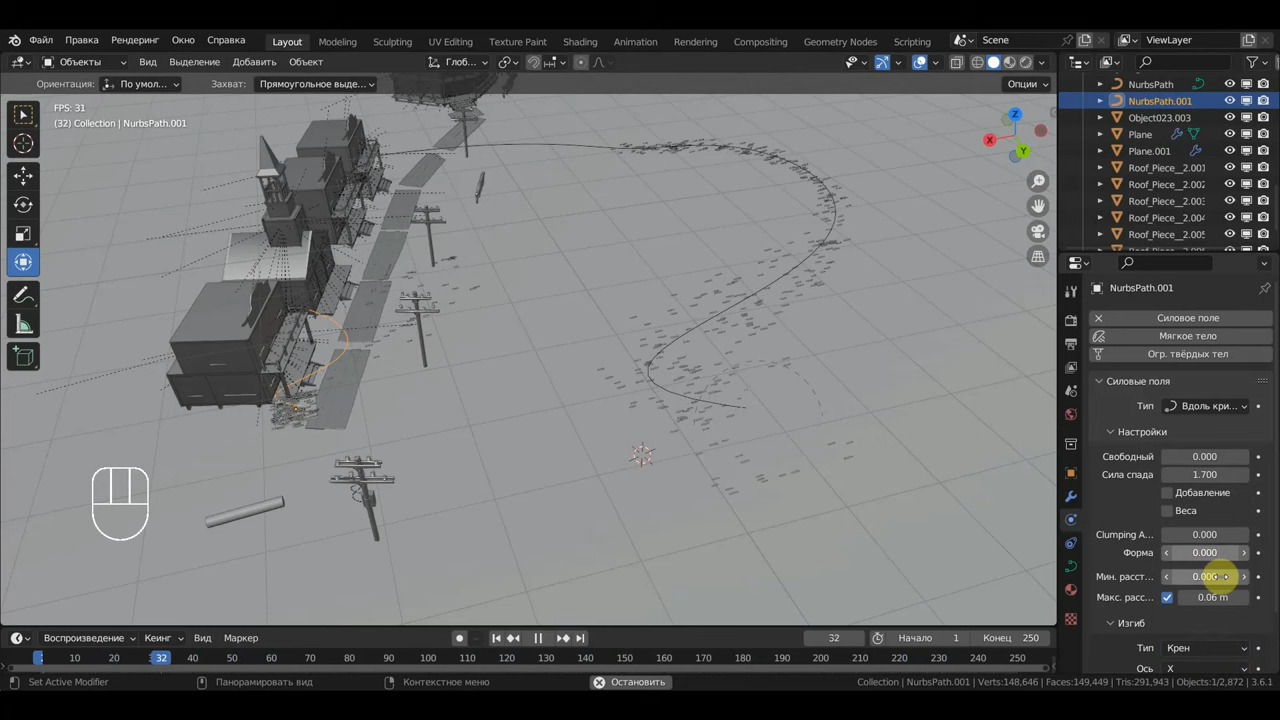 Файл Правка Рендеринг Окно Справка Layout Modeling Sculpting UV Editing Texture Paint Shading Animation Rendering Compositing Geometry Nodes Scripting Scene ViewLayer
Объекты Вид Выделение Добавить Объект Глоб...
Ориентация: По умол... Захват: Прямоугольное выде... Опции
FPS: 31
(32) Collection | NurbsPath.001
Z
X
Y
NurbsPath
NurbsPath.001
Object023.003
Plane
Plane.001
Roof_Piece__2.001
Roof_Piece__2.002
Roof_Piece__2.003
Roof_Piece__2.004
Roof_Piece__2.005
NurbsPath.001
Силовое поле
Мягкое тело
Огр. твёрдых тел
Силовые поля
Тип Вдоль кри...
Настройки
Свободный 0.000
Сила спада 1.700
Добавление
Веса
Clumping A... 0.000
Форма 0.000
Мин. расст... 0.000
Макс. расс... 0.06 m
Изгиб
Тип Крен
Ось X
Воспроизведение Кеинг Вид Маркер 32 Начало 1 Конец 250
10 20 32 40 50 60 70 80 90 100 110 120 130 140 150 160 170 180 190 200 210 220 230 240 250
Set Active Modifier Панорамировать вид Контекстное меню Остановить Collection | NurbsPath.001 | Verts:148,646 | Faces:149,449 | Tris:291,943 | Objects:1/2,872 | 3.6.1